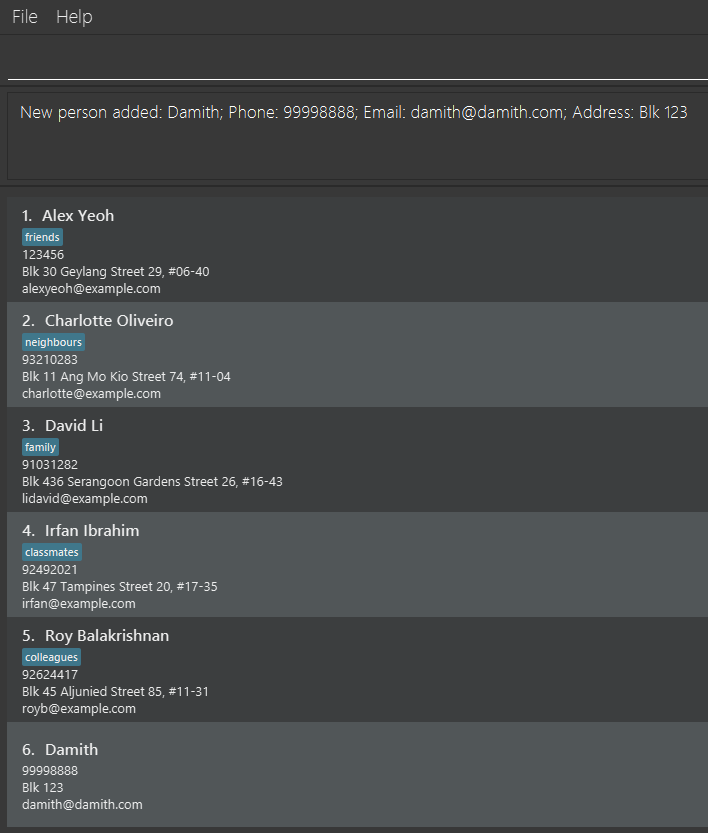 File Help
New person added: Damith; Phone: 99998888; Email: damith@damith.com; Address: Blk 123
1. Alex Yeoh
friends
123456
Blk 30 Geylang Street 29, #06-40
alexyeoh@example.com
2. Charlotte Oliveiro
neighbours
93210283
Blk 11 Ang Mo Kio Street 74, #11-04
charlotte@example.com
3. David Li
family
91031282
Blk 436 Serangoon Gardens Street 26, #16-43
lidavid@example.com
4. Irfan Ibrahim
classmates
92492021
Blk 47 Tampines Street 20, #17-35
irfan@example.com
5. Roy Balakrishnan
colleagues
92624417
Blk 45 Aljunied Street 85, #11-31
royb@example.com
6. Damith
99998888
Blk 123
damith@damith.com